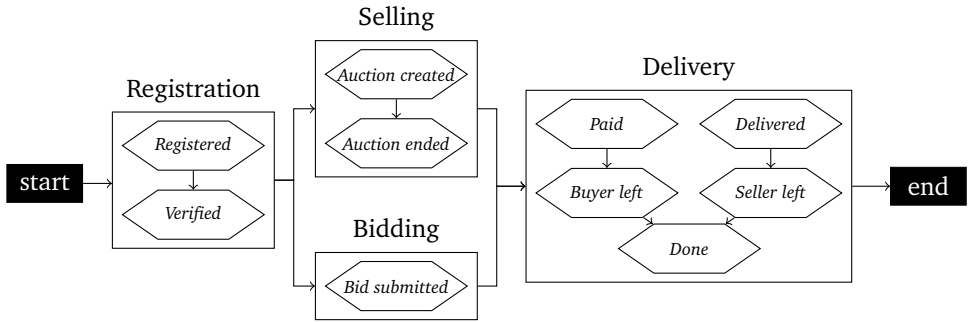 start
Registration
Registered
Verified
Selling
Auction created
Auction ended
Bidding
Bid submitted
Delivery
Paid
Delivered
Buyer left
Seller left
Done
end